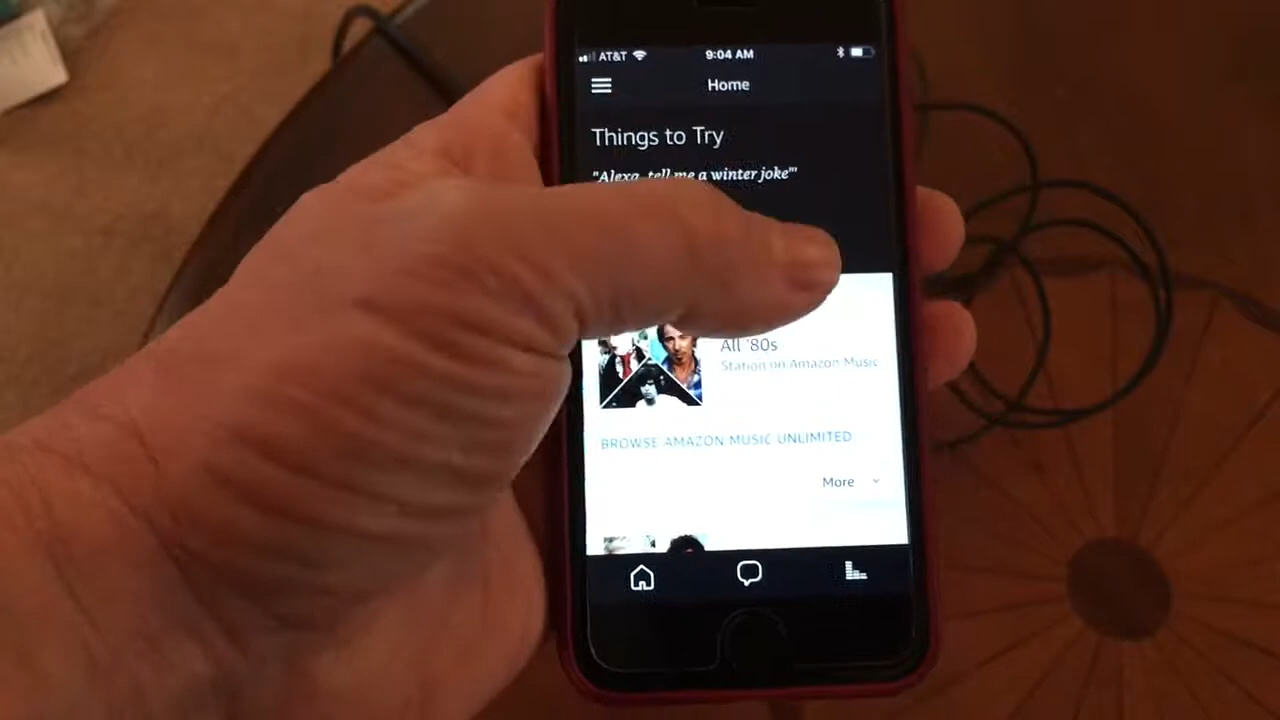 AT&T 9:04 AM
Home
Things to Try
"Alexa, tell me a winter joke"'
All '80s
Station on Amazon Music
BROWSE AMAZON MUSIC UNLIMITED
More